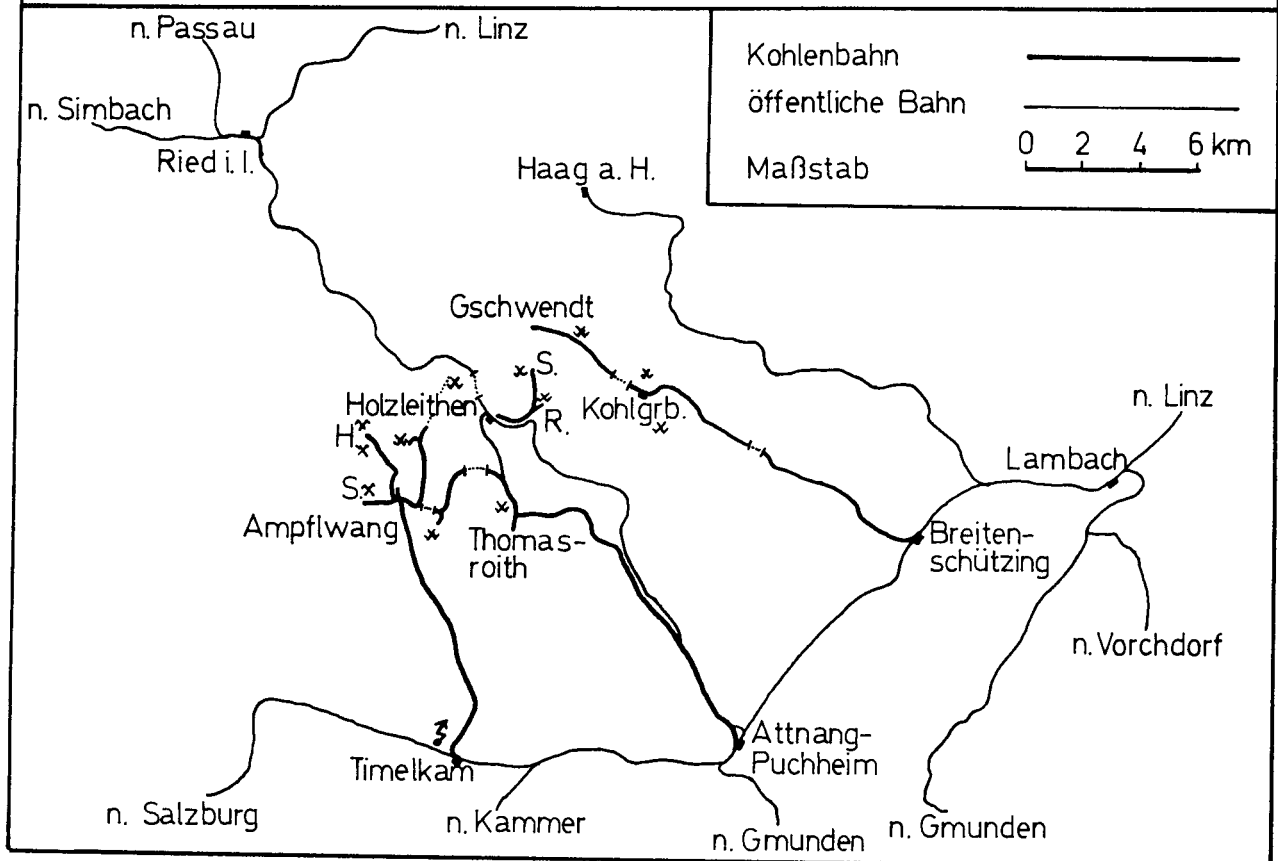 n. Passau
n. Linz
n. Simbach
Ried i. I.
Kohlenbahn
öffentliche Bahn
0 2 4 6 km
Maßstab
Haag a. H.
Gschwendt
S.
Holzleithen
R.
Kohlgrb.
H.
n. Linz
Lambach
S.
Ampflwang
Thomas-
roith
Breiten-
schützing
n. Vorchdorf
Timelkam
Attnang-
Puchheim
n. Salzburg
n. Kammer
n. Gmunden
n. Gmunden